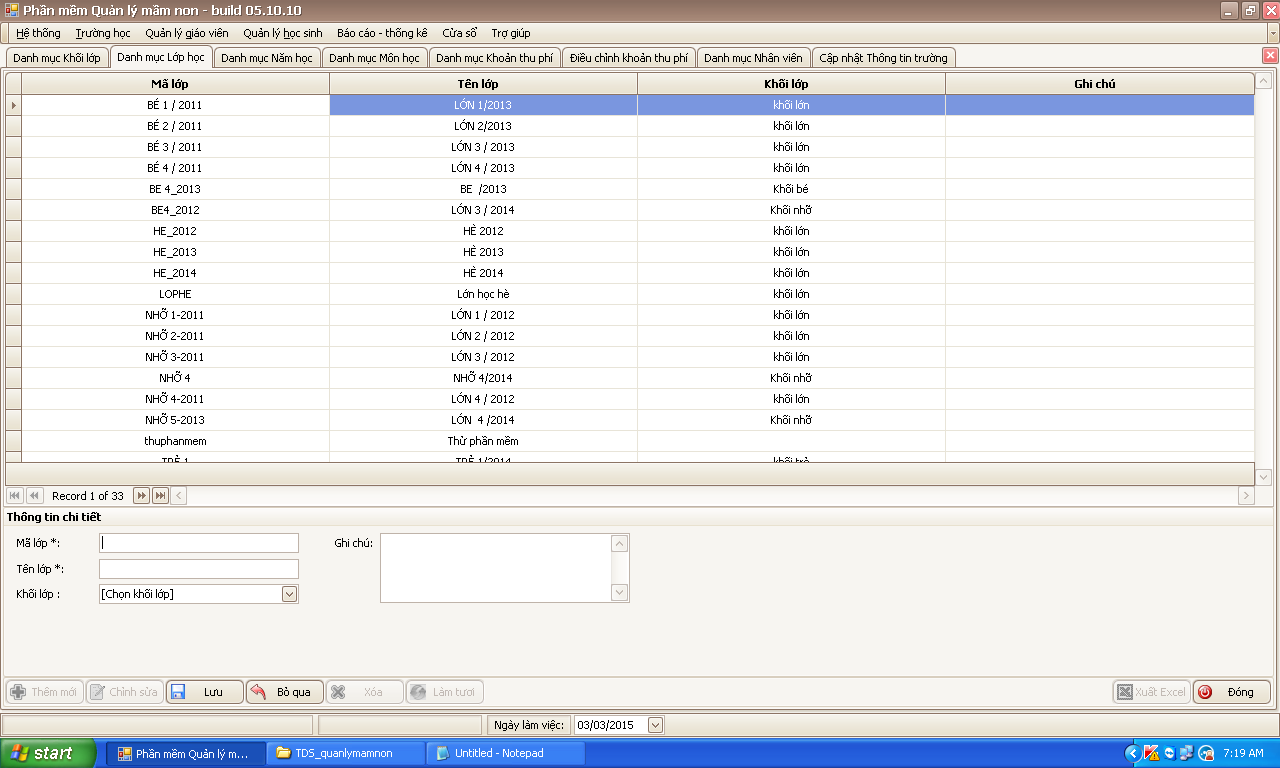 Phần mềm Quản lý mầm non - build 05.10.10
Hệ thống Trường học Quản lý giáo viên Quản lý học sinh Báo cáo - thống kê Cửa sổ Trợ giúp
Danh mục Khối lớp Danh mục Lớp học Danh mục Năm học Danh mục Môn học Danh mục Khoản thu phí Điều chỉnh khoản thu phí Danh mục Nhân viên Cập nhật Thông tin trường
Mã lớp Tên lớp Khối lớp Ghi chú
BÉ 1 / 2011 LỚN 1/2013 khối lớn
BÉ 2 / 2011 LỚN 2/2013 khối lớn
BÉ 3 / 2011 LỚN 3 / 2013 khối lớn
BÉ 4 / 2011 LỚN 4 / 2013 khối lớn
BE 4_2013 BE /2013 Khối bé
BE4_2012 LỚN 3 / 2014 Khối nhỡ
HE_2012 HÈ 2012 khối lớn
HE_2013 HÈ 2013 khối lớn
HE_2014 HÈ 2014 khối lớn
LOPHE Lớn học hè khối lớn
NHỠ 1-2011 LỚN 1 / 2012 khối lớn
NHỠ 2-2011 LỚN 2 / 2012 khối lớn
NHỠ 3-2011 LỚN 3 / 2012 khối lớn
NHỠ 4 NHỠ 4/2014 Khối nhỡ
NHỠ 4-2011 LỚN 4 / 2012 khối lớn
NHỠ 5-2013 LỚN 4 /2014 Khối nhỡ
thuphanmem Thử phần mềm
TRẺ 1 TRẺ 1/2014 khối trẻ
Record 1 of 33
Thông tin chi tiết
Mã lớp *: Ghi chú:
Tên lớp *:
Khối lớp : [Chọn khối lớp]
Thêm mới Chỉnh sửa Lưu Bỏ qua Xóa Làm tươi Xuất Excel Đóng
Ngày làm việc: 03/03/2015
start Phần mềm Quản lý m... TDS_quanlymamnon Untitled - Notepad 7:19 AM